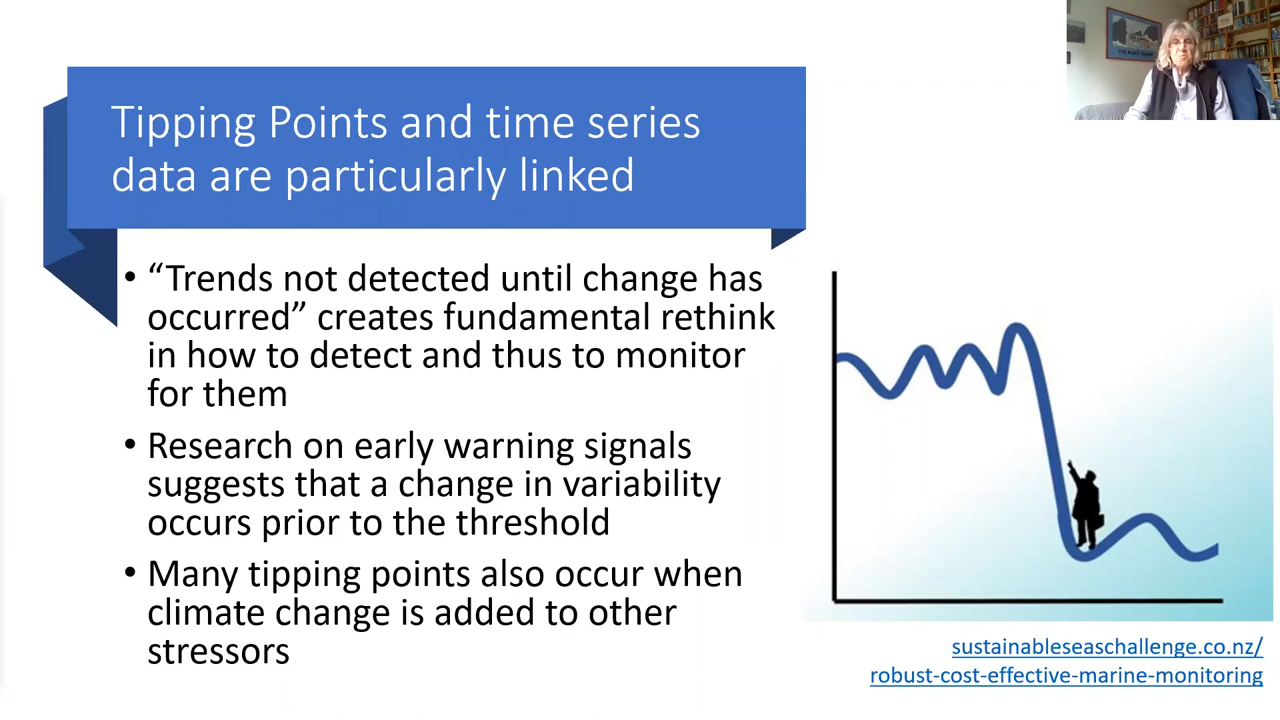 Tipping Points and time series
data are particularly linked
• “Trends not detected until change has
occurred” creates fundamental rethink
in how to detect and thus to monitor
for them
• Research on early warning signals
suggests that a change in variability
occurs prior to the threshold
• Many tipping points also occur when
climate change is added to other
stressors
sustainableseaschallenge.co.nz/
robust-cost-effective-marine-monitoring